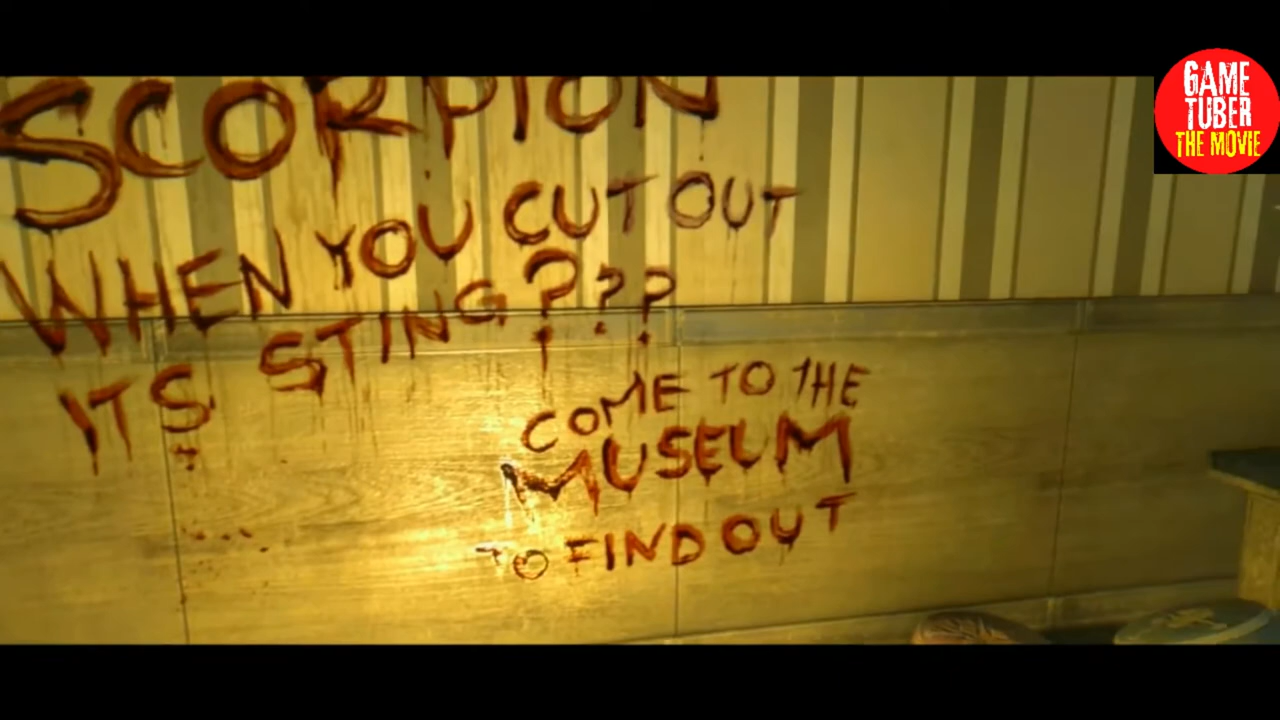 SCORPION
WHEN YOU CUT OUT
ITS STING???
COME TO THE
MUSEUM
TO FIND OUT
GAME
TUBER
THE MOVIE